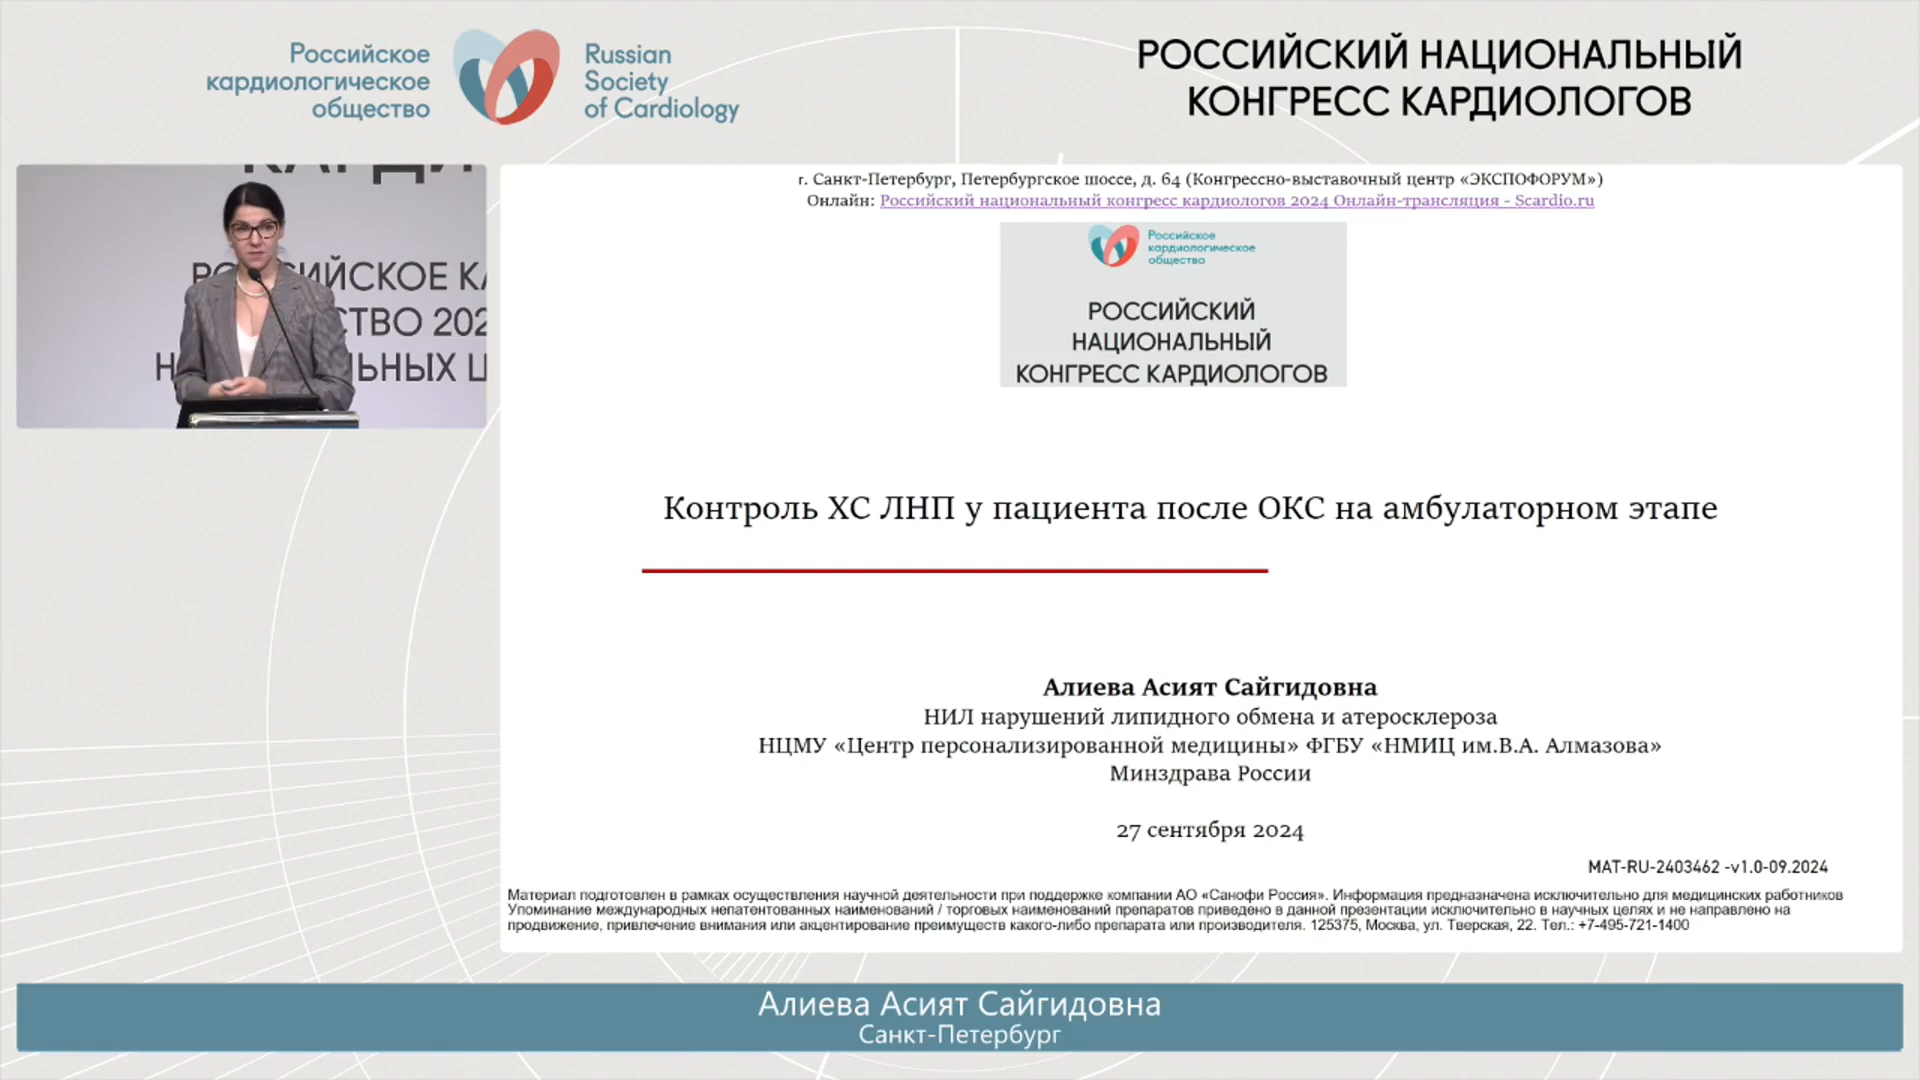 Российское
кардиологическое
общество
Russian
Society
of Cardiology
РОССИЙСКИЙ НАЦИОНАЛЬНЫЙ
КОНГРЕСС КАРДИОЛОГОВ
г. Санкт-Петербург, Петербургское шоссе, д. 64 (Конгрессно-выставочный центр «ЭКСПОФОРУМ»)
Онлайн: Российский национальный конгресс кардиологов 2024 Онлайн-трансляция - Scardio.ru
Российское
кардиологическое
общество
РОССИЙСКИЙ
НАЦИОНАЛЬНЫЙ
КОНГРЕСС КАРДИОЛОГОВ
Контроль ХС ЛНП у пациента после ОКС на амбулаторном этапе
Алиева Асият Сайгидовна
НИЛ нарушений липидного обмена и атеросклероза
НЦМУ «Центр персонализированной медицины» ФГБУ «НМИЦ им.В.А. Алмазова»
Минздрава России
27 сентября 2024
MAT-RU-2403462 -v1.0-09.2024
Материал подготовлен в рамках осуществления научной деятельности при поддержке компании АО «Санофи Россия». Информация предназначена исключительно для медицинских работников
Упоминание международных непатентованных наименований / торговых наименований препаратов приведено в данной презентации исключительно в научных целях и не направлено на
продвижение, привлечение внимания или акцентирование преимуществ какого-либо препарата или производителя. 125375, Москва, ул. Тверская, 22. Тел.: +7-495-721-1400
Алиева Асият Сайгидовна
Санкт-Петербург